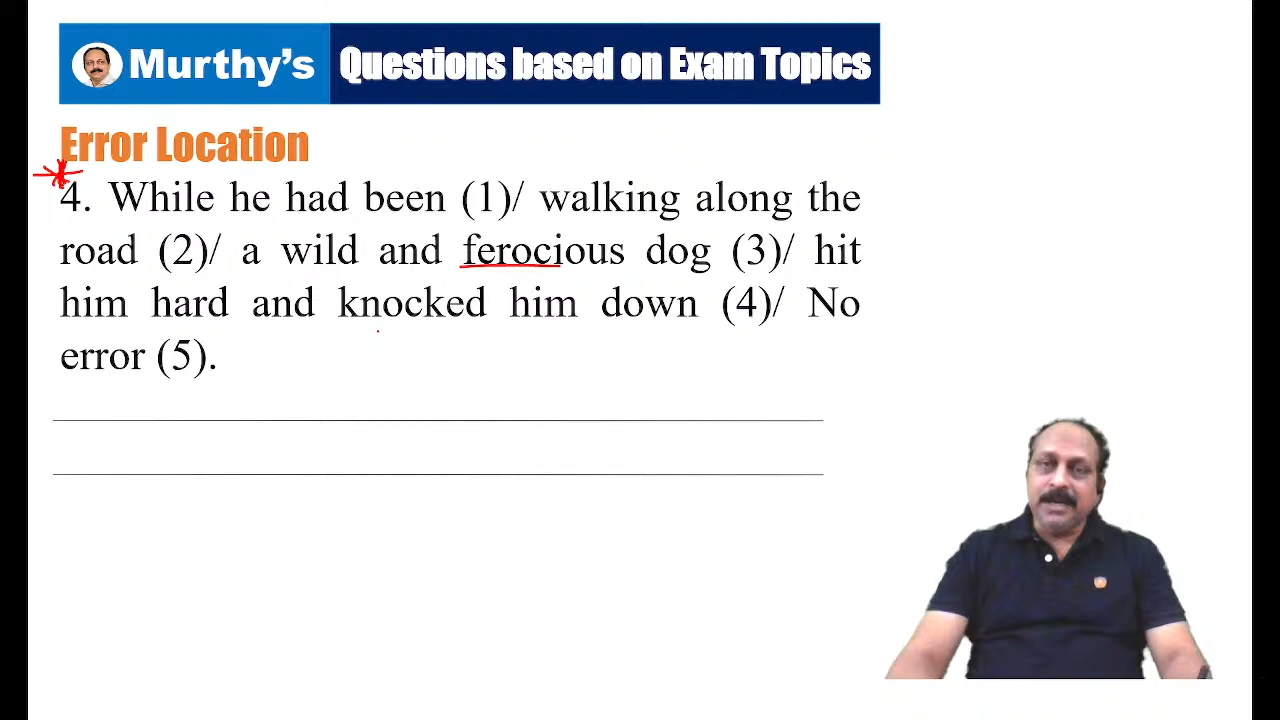 Murthy's Questions based on Exam Topics
Error Location
4. While he had been (1)/ walking along the
road (2)/ a wild and ferocious dog (3)/ hit
him hard and knocked him down (4)/ No
error (5).